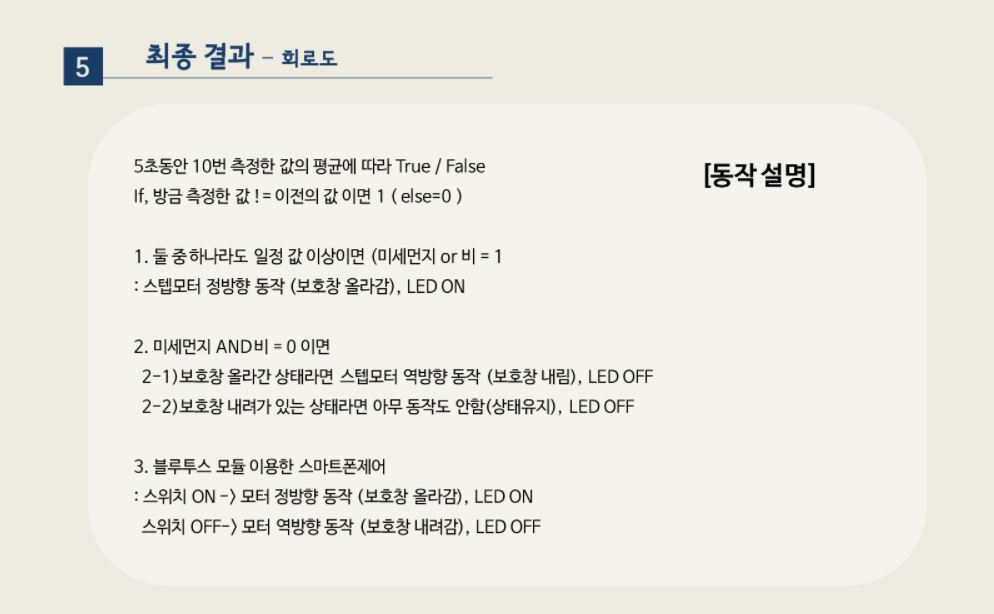 5
최종 결과 - 회로도
[동작 설명]
5초동안 10번 측정한 값의 평균에 따라 True / False
If, 방금 측정한 값 != 이전의 값 이면 1 ( else=0 )
1. 둘 중 하나라도 일정 값 이상이면 (미세먼지 or 비 = 1
: 스텝모터 정방향 동작 (보호창 올라감), LED ON
2. 미세먼지 AND비 = 0 이면
2-1)보호창 올라간 상태라면 스텝모터 역방향 동작 (보호창 내림), LED OFF
2-2)보호창 내려가 있는 상태라면 아무 동작도 안함(상태유지), LED OFF
3. 블루투스 모듈 이용한 스마트폰제어
: 스위치 ON -> 모터 정방향 동작 (보호창 올라감), LED ON
스위치 OFF-> 모터 역방향 동작 (보호창 내려감), LED OFF